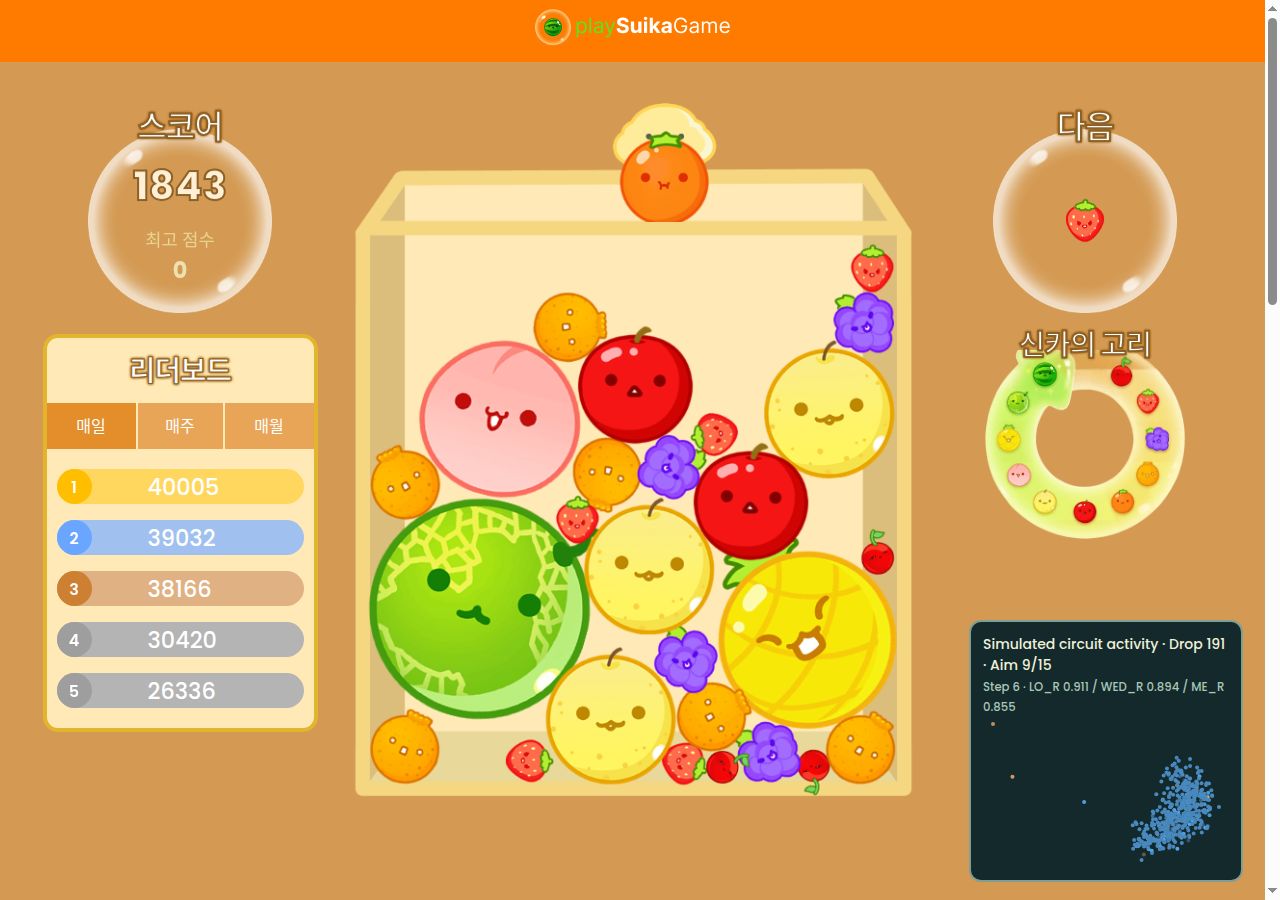 playSuikaGame
스코어
1843
최고 점수
0
리더보드
매일 매주 매월
1 40005
2 39032
3 38166
4 30420
5 26336
다음
신카의 고리
Simulated circuit activity · Drop 191
· Aim 9/15
Step 6 · LO_R 0.911 / WED_R 0.894 / ME_R
0.855